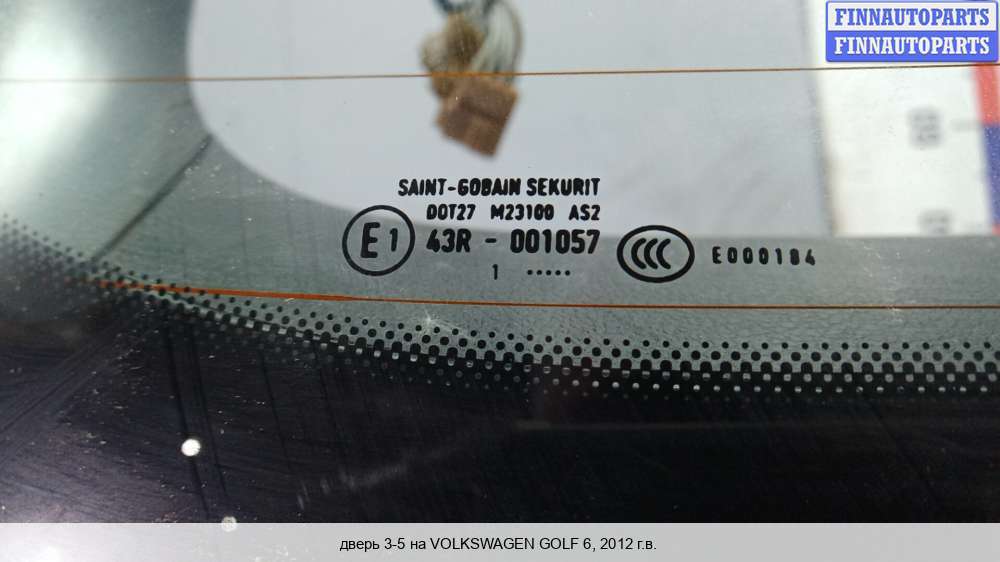 FINNAUTOPARTS
FINNAUTOPARTS
SAINT-GOBAIN SEKURIT
DOT27 M23100 AS2
E1 43R - 001057
CCC E000184
1 .....
дверь 3-5 на VOLKSWAGEN GOLF 6, 2012 г.в.